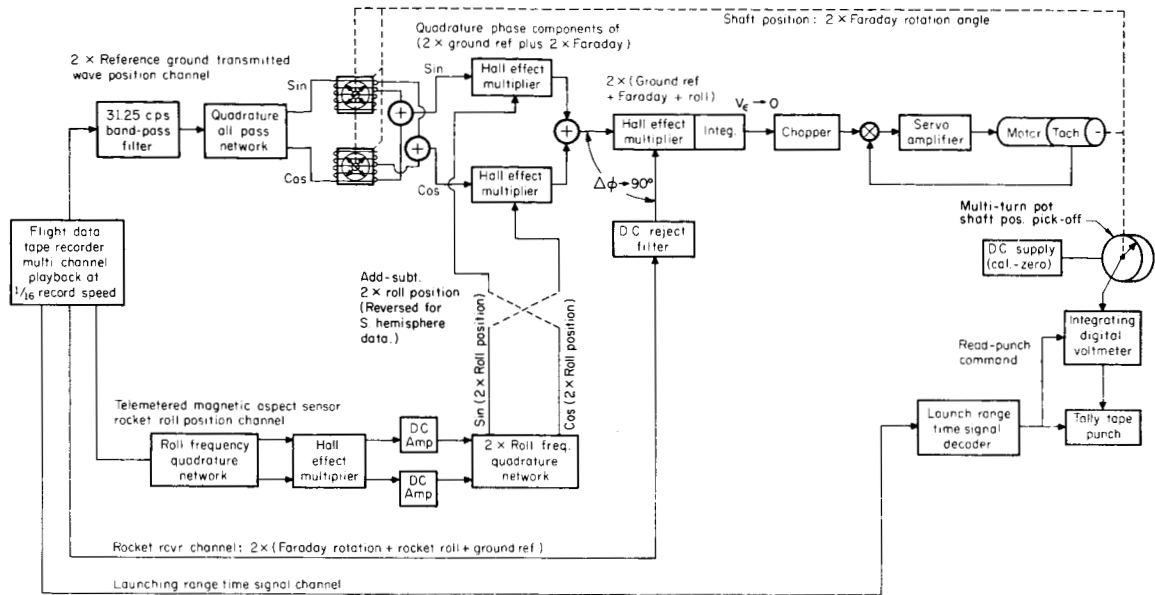 Shaft position: 2 × Faraday rotation angle
Quadrature phase components of
(2 × ground ref plus 2 × Faraday)
2 × Reference ground transmitted
wave position channel
Sin
Cos
31.25 cps
band-pass
filter
Quadrature
all pass
network
Sin
Cos
Hall effect
multiplier
Hall effect
multiplier
2 × (Ground ref
+ Faraday + roll)
Hall effect
multiplier
Integ.
Vε → 0
Chopper
Servo
amplifier
Motor
Tach
Δϕ→90°
DC reject
filter
Multi-turn pot
shaft pos. pick-off
DC supply
(cal.-zero)
Integrating
digital
voltmeter
Read-punch
command
Launch range
time signal
decoder
Tally tape
punch
Flight data
tape recorder
multi channel
playback at
1/16 record speed
Add-subt.
2 × roll position
(Reversed for
S. hemisphere
data.)
Sin (2 × Roll position)
Cos (2 × Roll position)
Telemetered magnetic aspect sensor
rocket roll position channel
Roll frequency
quadrature
network
Hall
effect
multiplier
DC
Amp
DC
Amp
2 × Roll freq.
quadrature
network
Rocket rcvr channel: 2 × (Faraday rotation + rocket roll + ground ref)
Launching range time signal channel